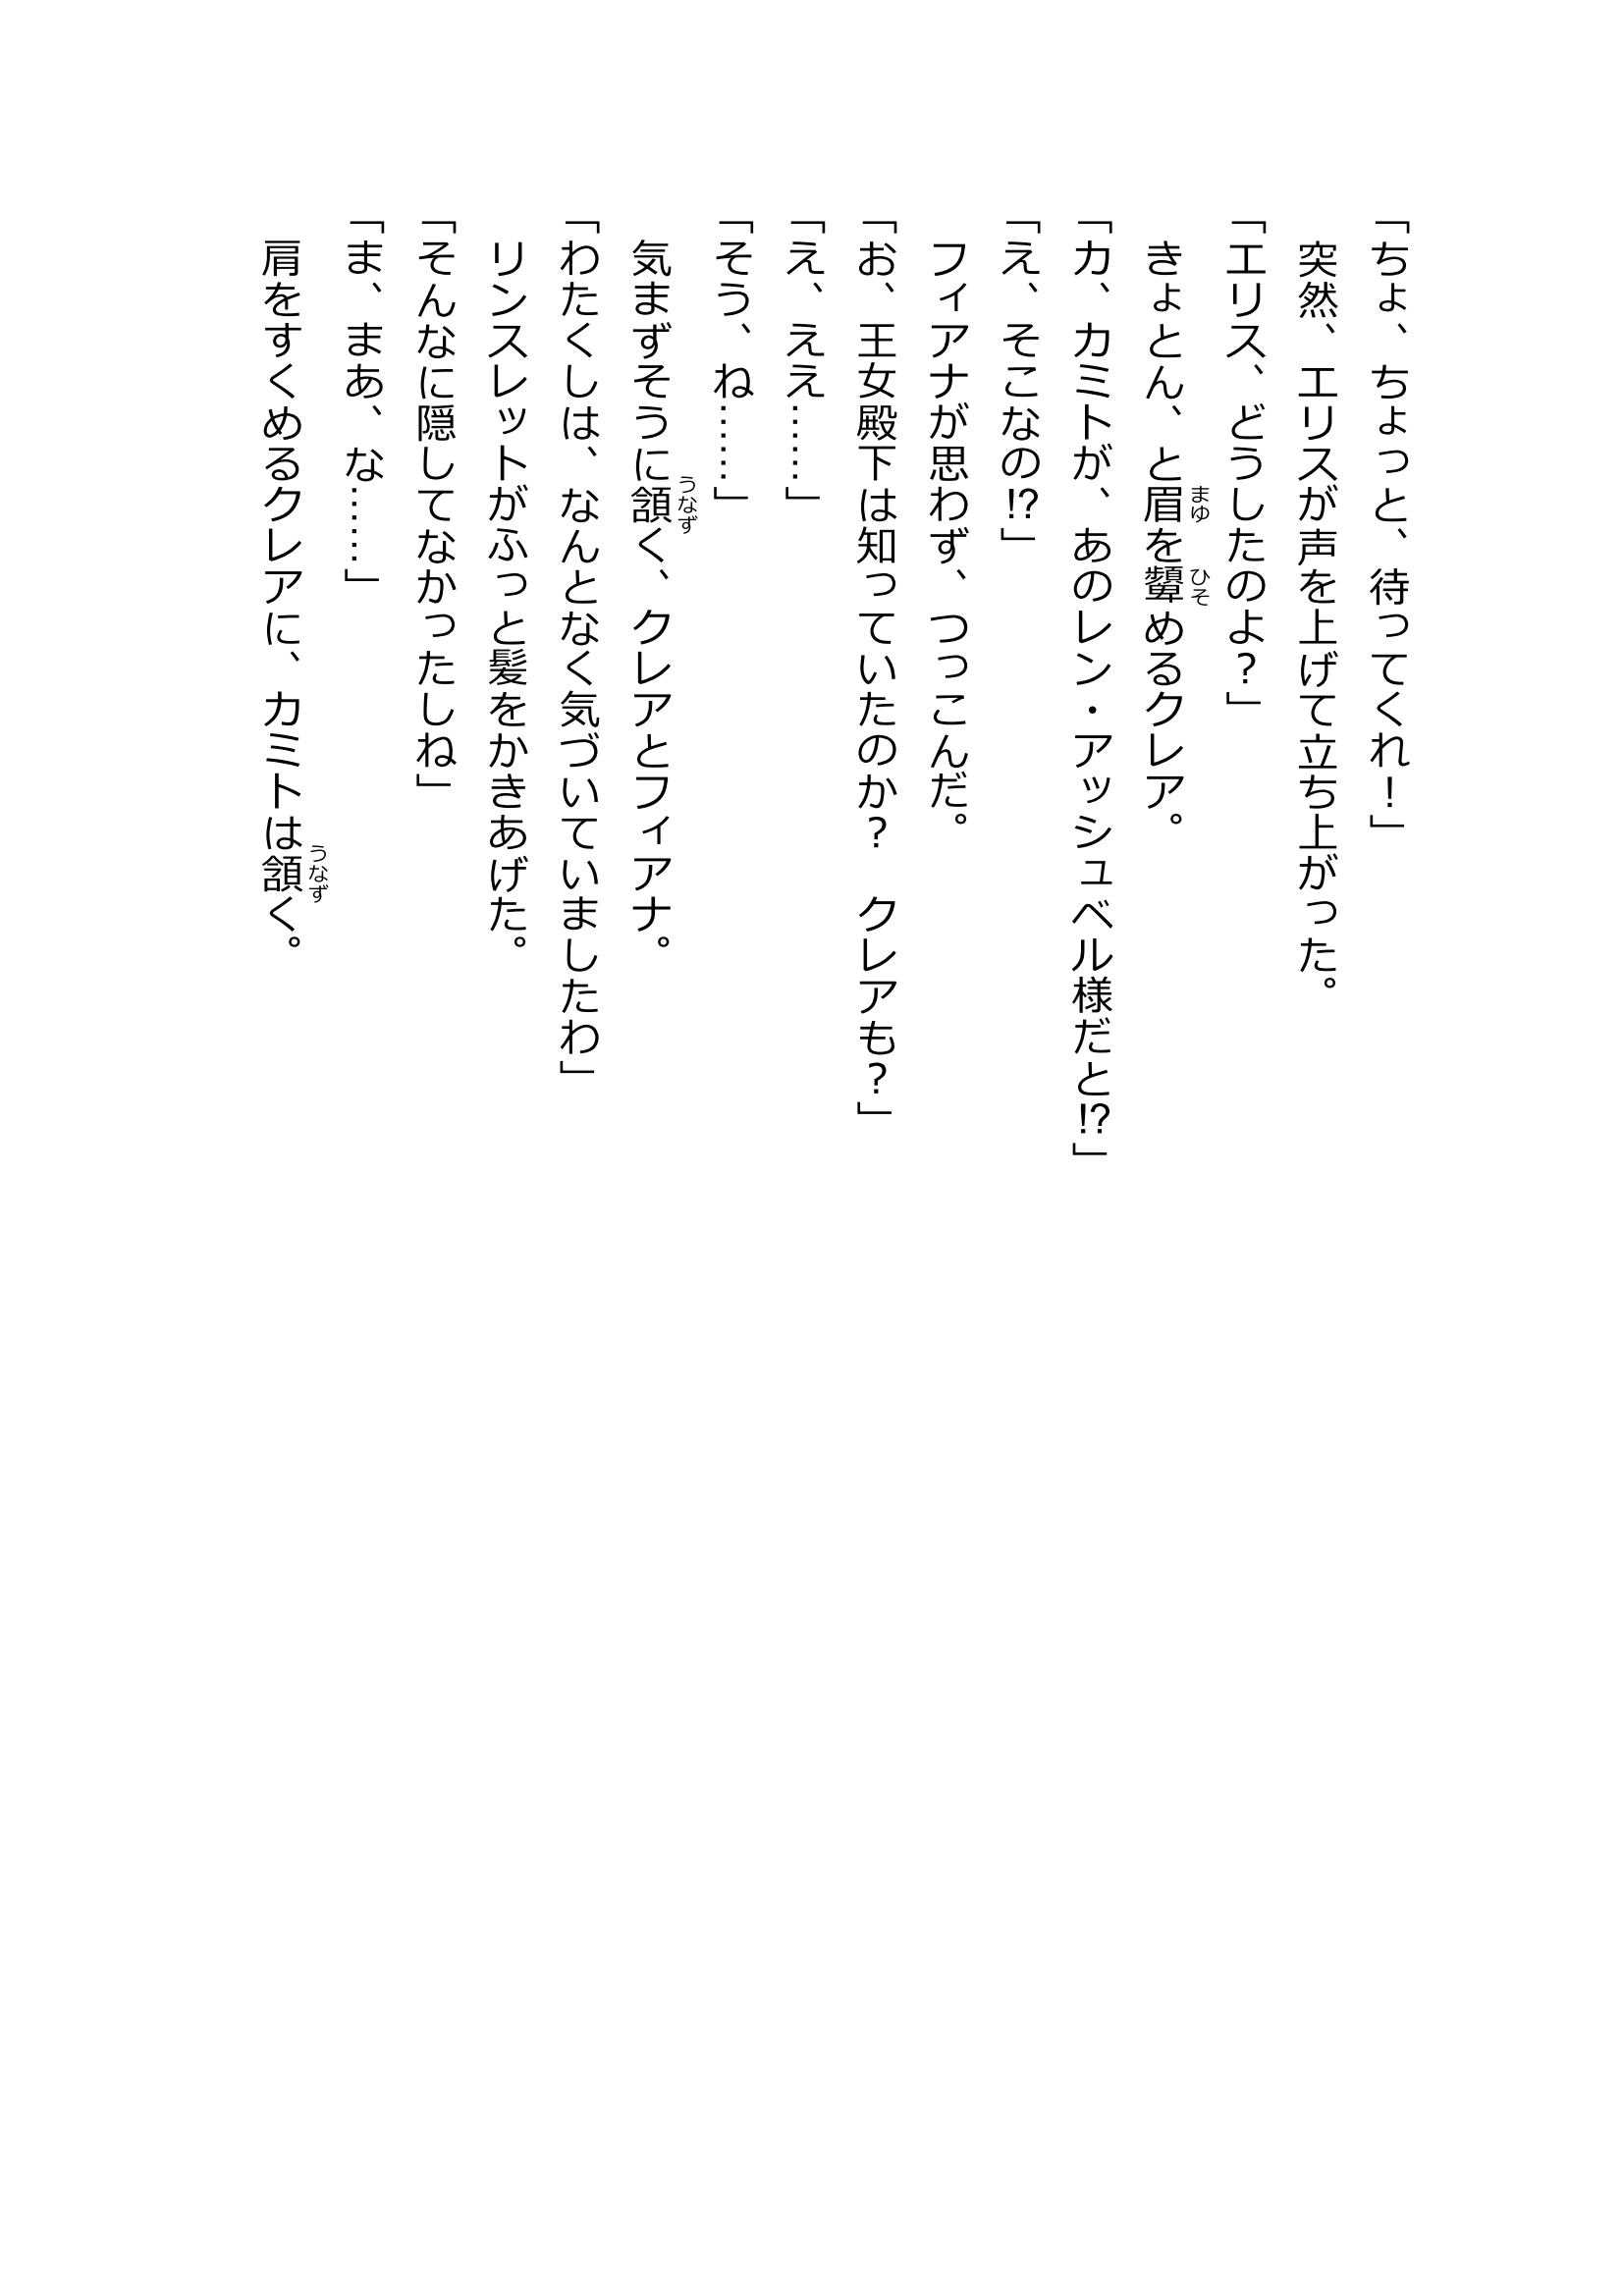 「ちょ、ちょっと、待ってくれ！」
　突然、エリスが声を上げて立ち上がった。
「エリス、どうしたのよ？」
　きょとん、と眉を顰めるクレア。
「カ、カミトが、あのレン・アッシュベル様だと⁉」
「え、そこなの⁉」
　フィアナが思わず、つっこんだ。
「お、王女殿下は知っていたのか？　クレアも？」
「え、ええ……」
「そう、ね……」
　気まずそうに頷く、クレアとフィアナ。
「わたくしは、なんとなく気づいていましたわ」
　リンスレットがふっと髪をかきあげた。
「そんなに隠してなかったしね」
「ま、まあ、な……」
　肩をすくめるクレアに、カミトは頷く。